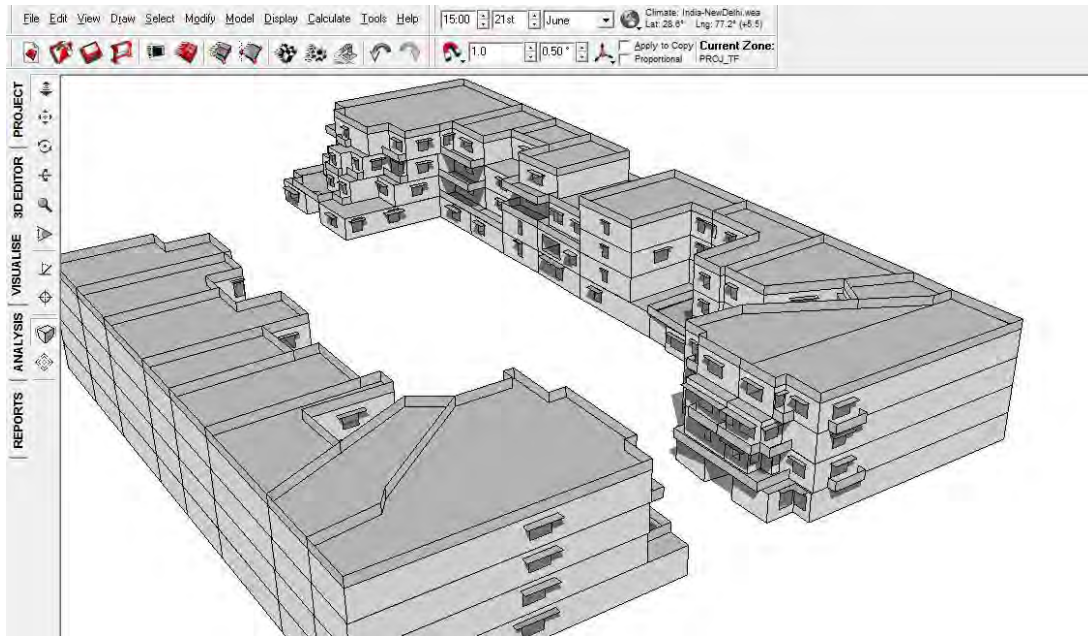 File Edit View Draw Select Modify Model Display Calculate Tools Help
15:00 21st June
Climate: India-NewDelhi.wea
Lat: 28.6° Lng: 77.2° (+5.5)
1.0 0.50 °
Apply to Copy
Proportional
Current Zone:
PROJ_TF
PROJECT
3D EDITOR
VISUALISE
ANALYSIS
REPORTS